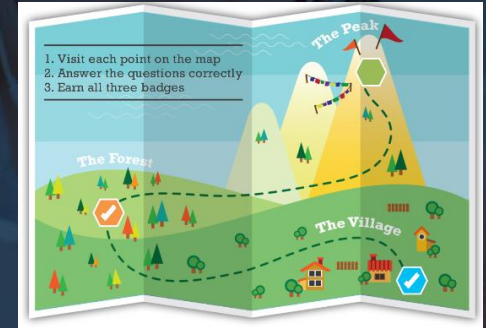 The Peak
1. Visit each point on the map
2. Answer the questions correctly
3. Earn all three badges
The Forest
The Village